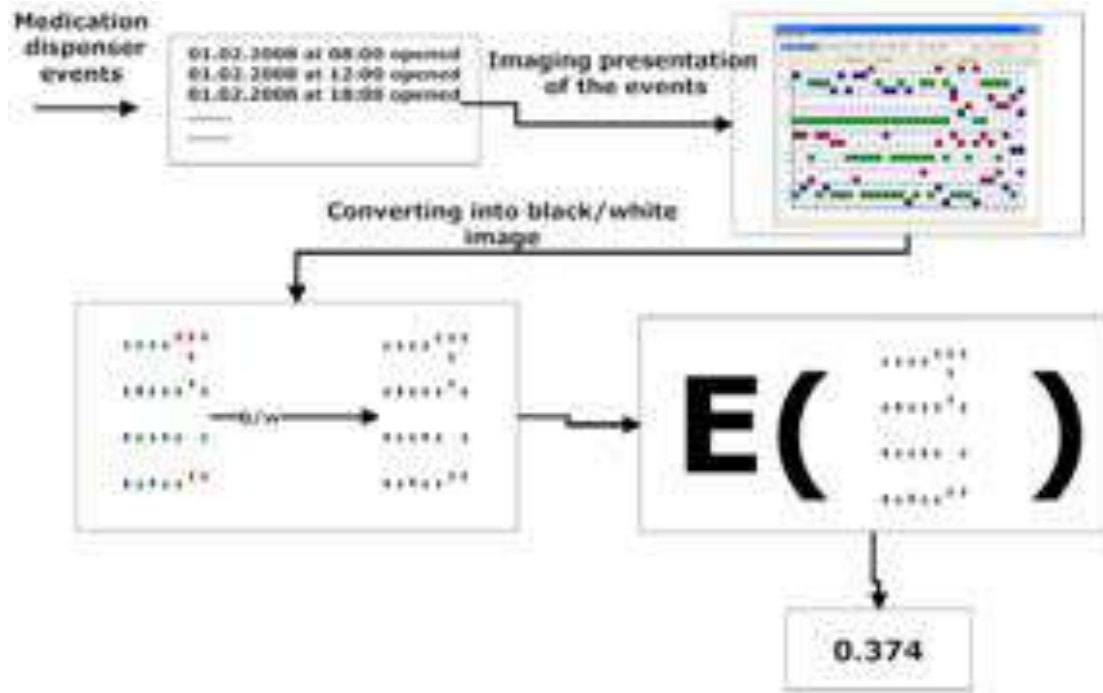 Medication
dispenser
events
01.02.2008 at 08:00 opened
01.02.2008 at 12:00 opened
01.02.2008 at 18:00 opened
Imaging presentation
of the events
Converting into black/white
image
B/W
E( )
0.374